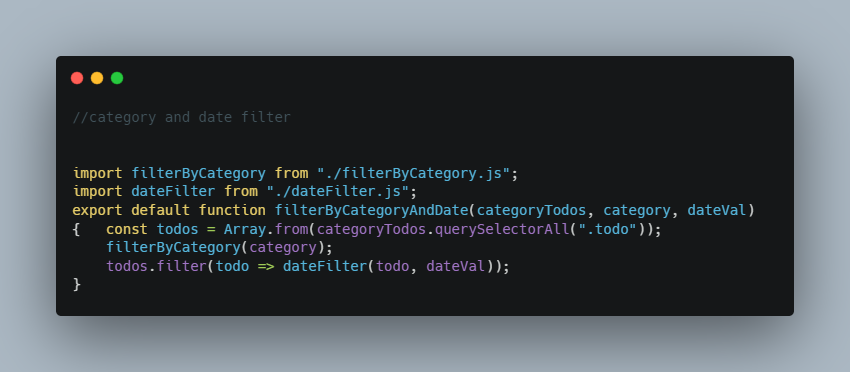 //category and date filter
import filterByCategory from "./filterByCategory.js";
import dateFilter from "./dateFilter.js";
export default function filterByCategoryAndDate(categoryTodos, category, dateVal)
{   const todos = Array.from(categoryTodos.querySelectorAll(".todo"));
    filterByCategory(category);
    todos.filter(todo => dateFilter(todo, dateVal));
}